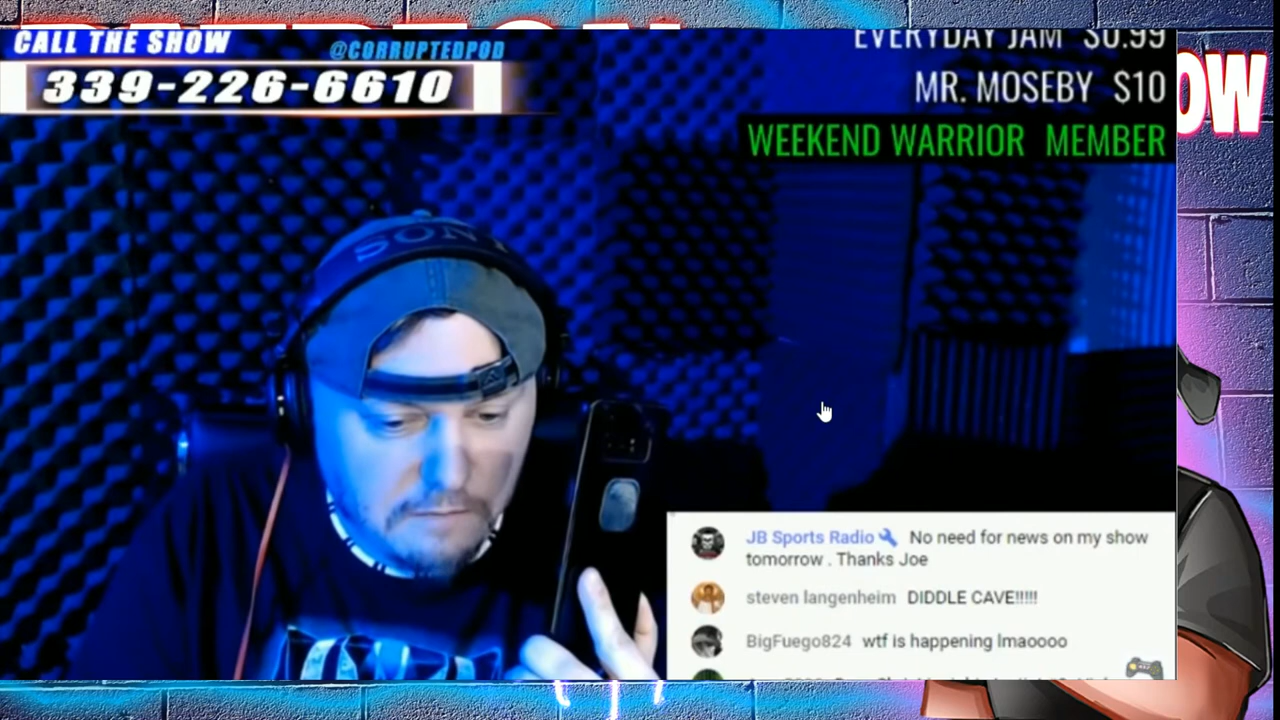 CALL THE SHOW
@CORRUPTEDPOD
339-226-6610
EVERYDAY JAM $0.99
MR. MOSEBY $10
WEEKEND WARRIOR MEMBER
OW
SONY
JB Sports Radio No need for news on my show
tomorrow . Thanks Joe
steven langenheim DIDDLE CAVE!!!!!
BigFuego824 wtf is happening lmaoooo